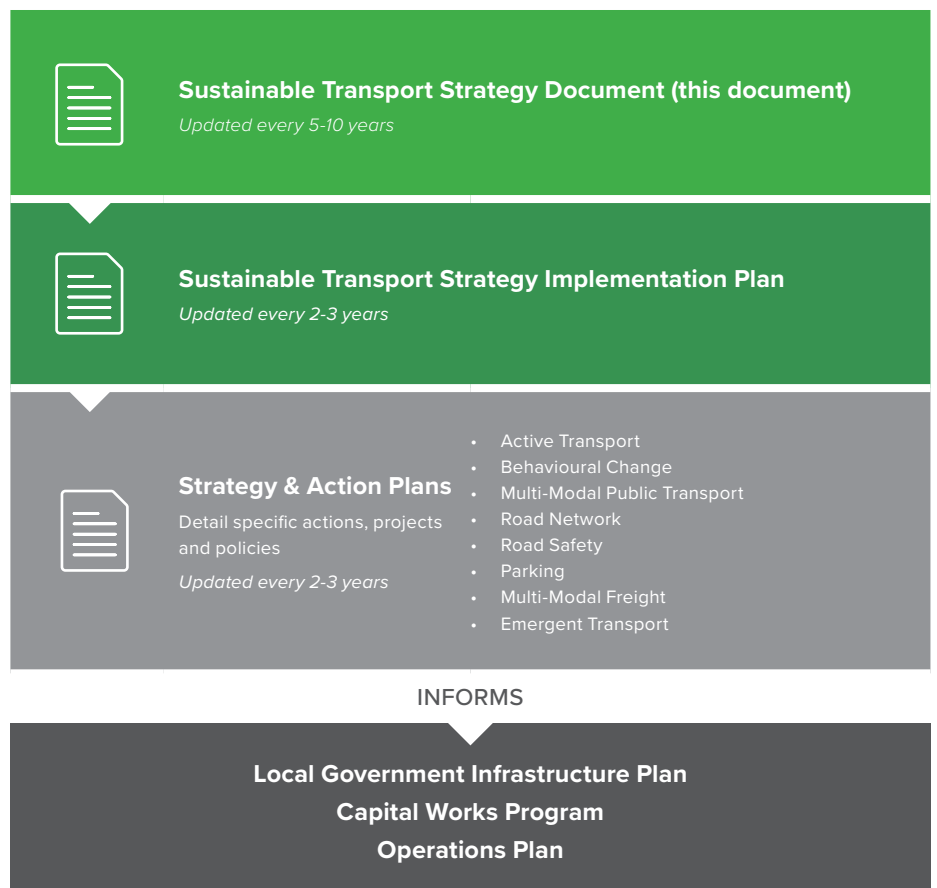 Sustainable Transport Strategy Document (this document)
Updated every 5-10 years
Sustainable Transport Strategy Implementation Plan
Updated every 2-3 years
Strategy & Action Plans
Detail specific actions, projects
and policies
Updated every 2-3 years
• Active Transport
• Behavioural Change
• Multi-Modal Public Transport
• Road Network
• Road Safety
• Parking
• Multi-Modal Freight
• Emergent Transport
INFORMS
Local Government Infrastructure Plan
Capital Works Program
Operations Plan